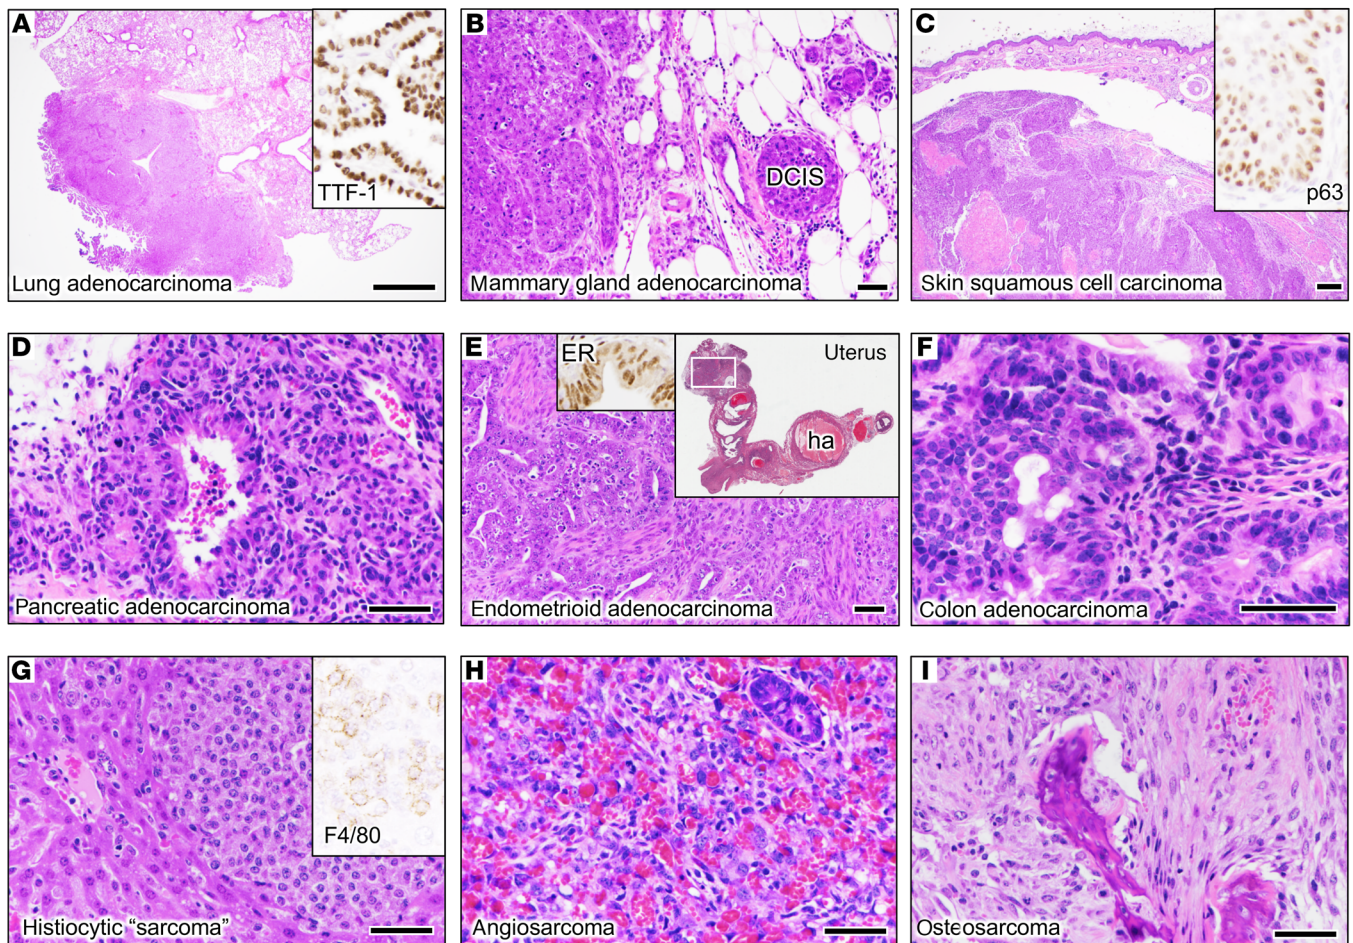 A
TTF-1
Lung adenocarcinoma
B
DCIS
Mammary gland adenocarcinoma
C
p63
Skin squamous cell carcinoma
D
Pancreatic adenocarcinoma
E
ER
Uterus
ha
Endometrioid adenocarcinoma
F
Colon adenocarcinoma
G
F4/80
Histiocytic “sarcoma”
H
Angiosarcoma
I
Osteosarcoma